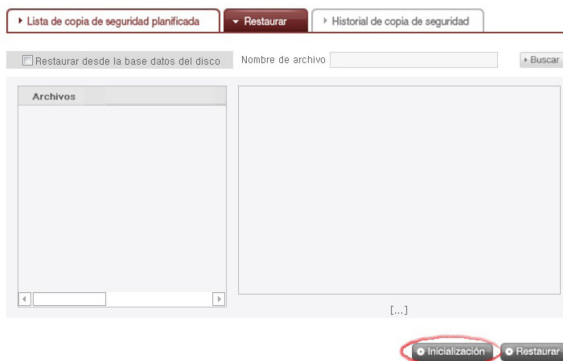 Lista de copia de seguridad planificada
Restaurar
Historial de copia de seguridad
Restaurar desde la base datos del disco
Nombre de archivo
Buscar
Archivos
[...]
Inicialización
Restaurar